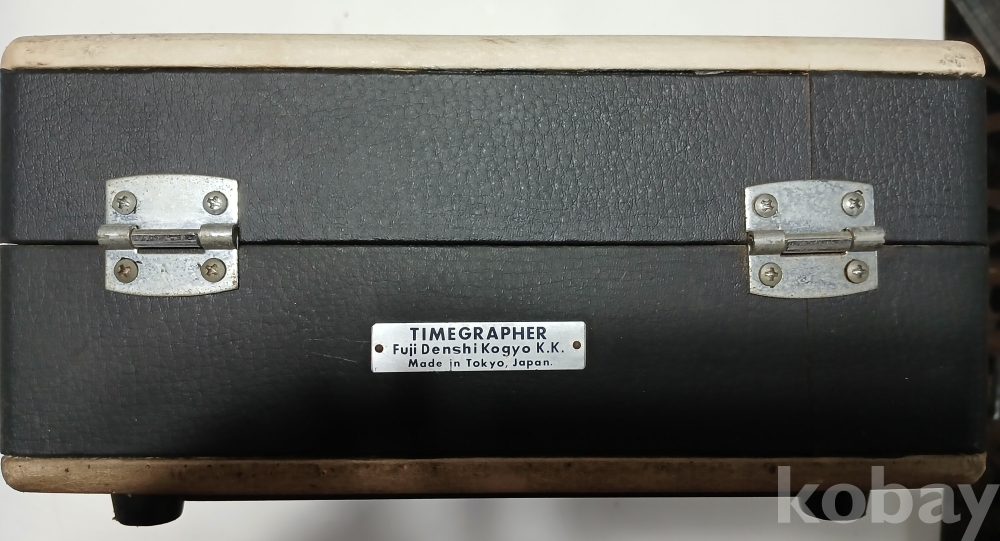 TIMEGRAPHER
Fuji Denshi Kogyo K.K.
Made in Tokyo, Japan.
kobay